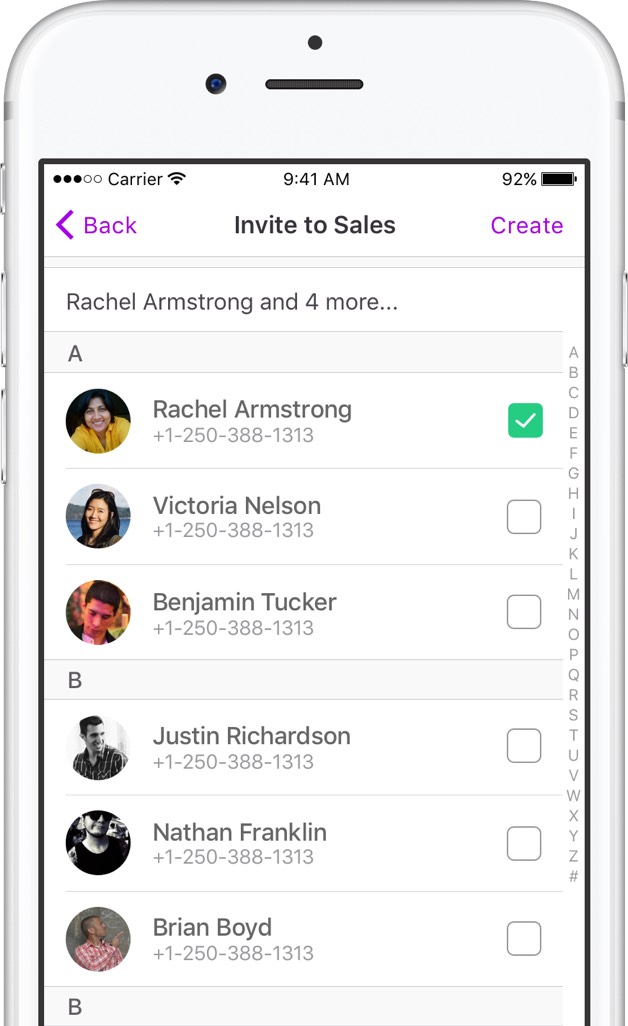 Carrier 9:41 AM 92%
Back Invite to Sales Create
Rachel Armstrong and 4 more...
A
Rachel Armstrong
+1-250-388-1313
Victoria Nelson
+1-250-388-1313
Benjamin Tucker
+1-250-388-1313
B
Justin Richardson
+1-250-388-1313
Nathan Franklin
+1-250-388-1313
Brian Boyd
+1-250-388-1313
B
A
B
C
D
E
F
G
H
I
J
K
L
M
N
O
P
Q
R
S
T
U
V
W
X
Y
Z
#